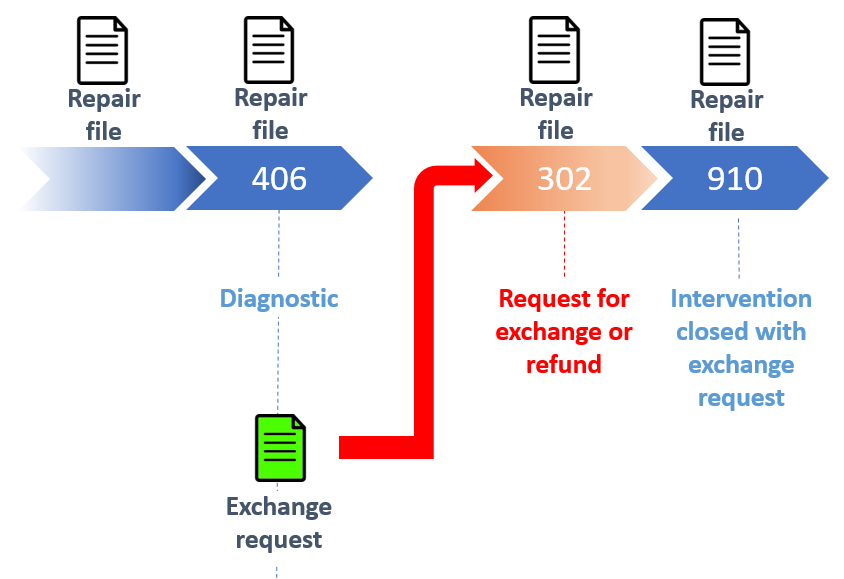 Repair
file
Repair
file
Repair
file
Repair
file
406
302
910
Diagnostic
Request for
exchange or
refund
Intervention
closed with
exchange
request
Exchange
request